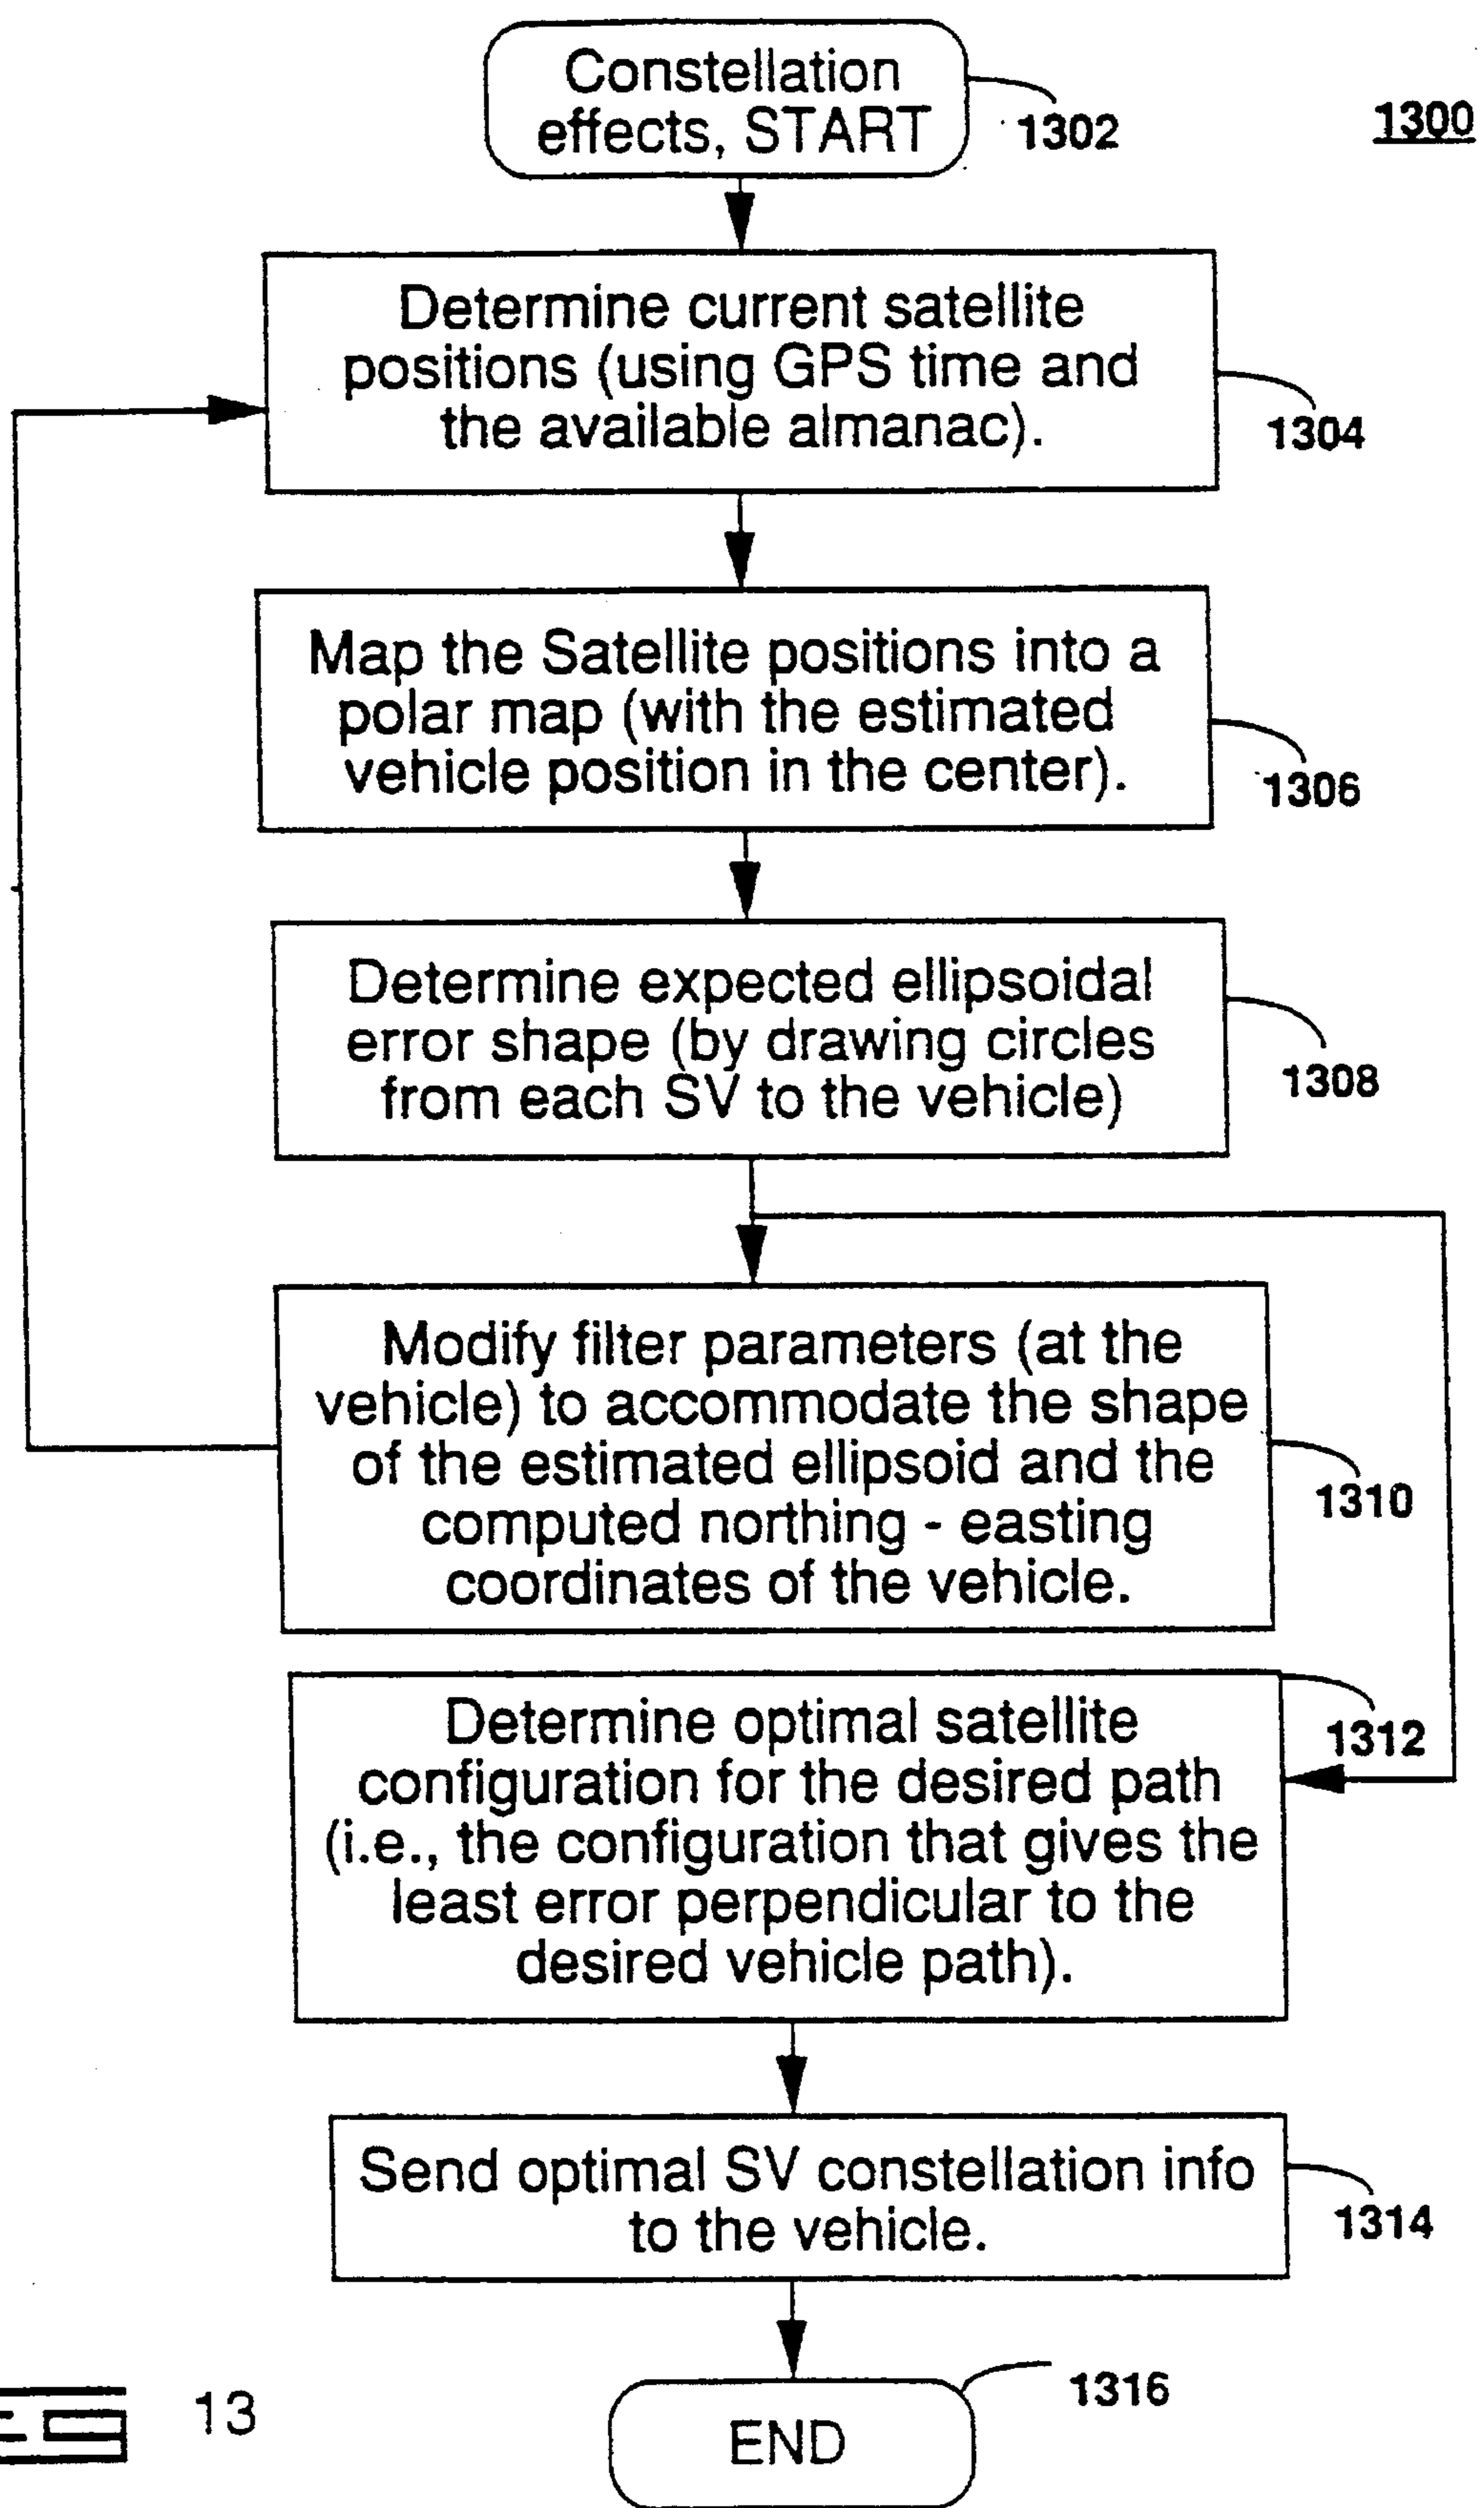 Constellation
effects, START
1302
1300
Determine current satellite
positions (using GPS time and
the available almanac).
1304
Map the Satellite positions into a
polar map (with the estimated
vehicle position in the center).
1306
Determine expected ellipsoidal
error shape (by drawing circles
from each SV to the vehicle)
1308
Modify filter parameters (at the
vehicle) to accommodate the shape
of the estimated ellipsoid and the
computed northing - easting
coordinates of the vehicle.
1310
Determine optimal satellite
configuration for the desired path
(i.e., the configuration that gives the
least error perpendicular to the
desired vehicle path).
1312
Send optimal SV constellation info
to the vehicle.
1314
END
1316
13